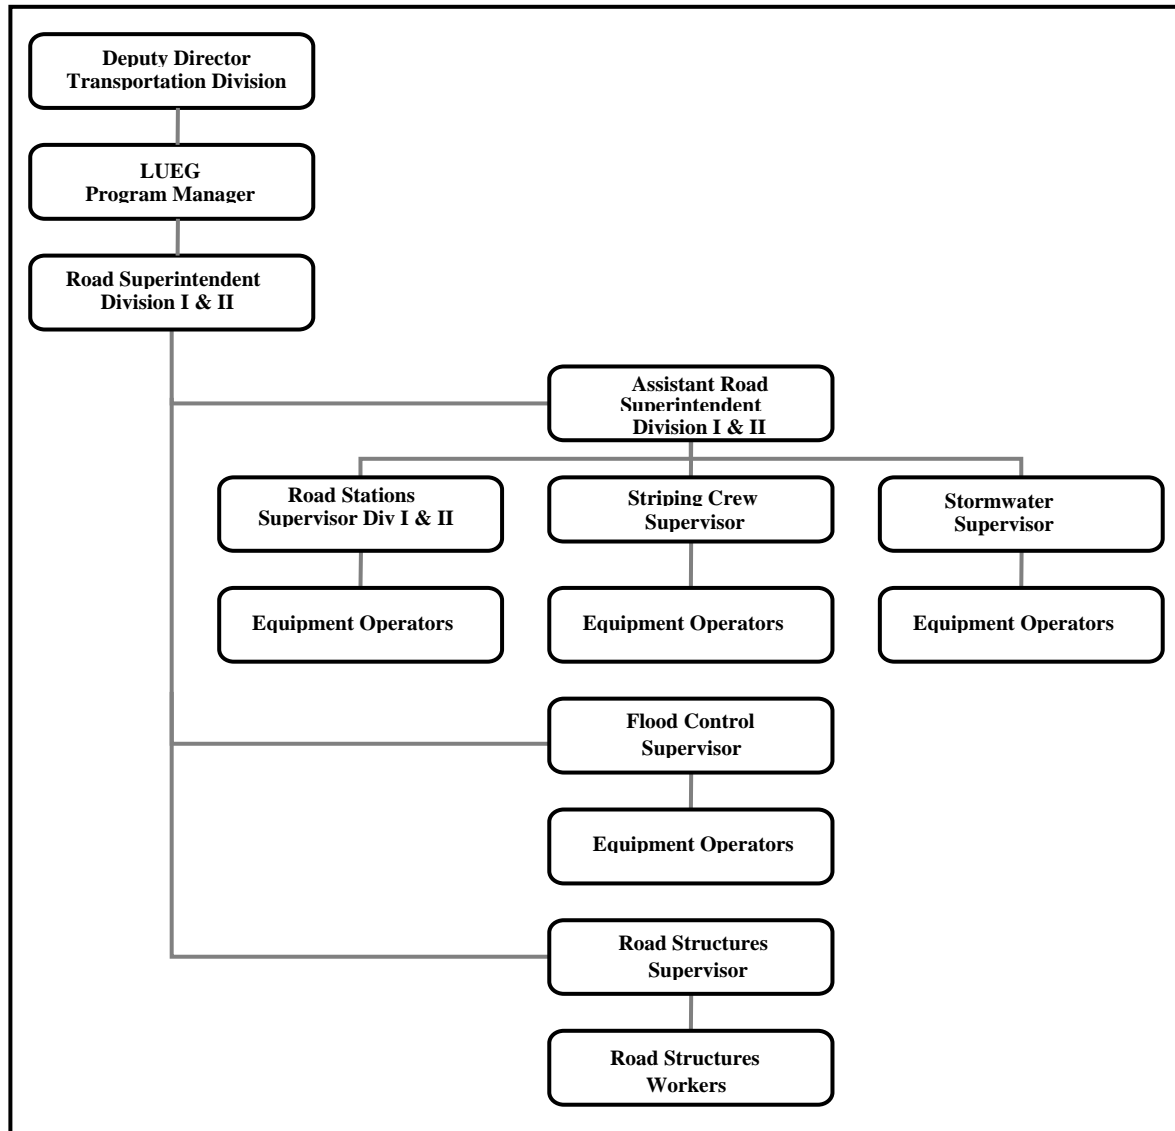 Deputy Director
Transportation Division
LUEG
Program Manager
Road Superintendent
Division I & II
Assistant Road
Superintendent
Division I & II
Road Stations
Supervisor Div I & II
Striping Crew
Supervisor
Stormwater
Supervisor
Equipment Operators
Equipment Operators
Equipment Operators
Flood Control
Supervisor
Equipment Operators
Road Structures
Supervisor
Road Structures
Workers